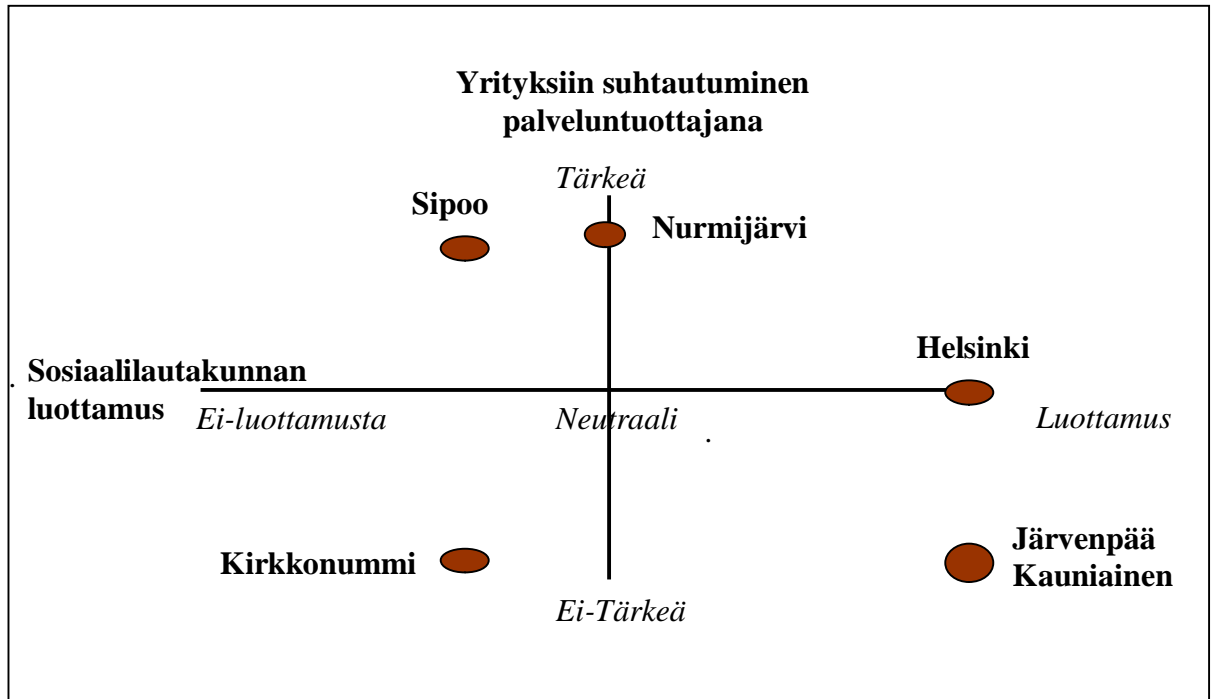 Yrityksiin suhtautuminen
palveluntuottajana
Tärkeä
Sipoo
Nurmijärvi
Helsinki
Sosiaalilautakunnan
luottamus
Ei-luottamusta
Neutraali
Luottamus
Kirkkonummi
Järvenpää
Kauniainen
Ei-Tärkeä